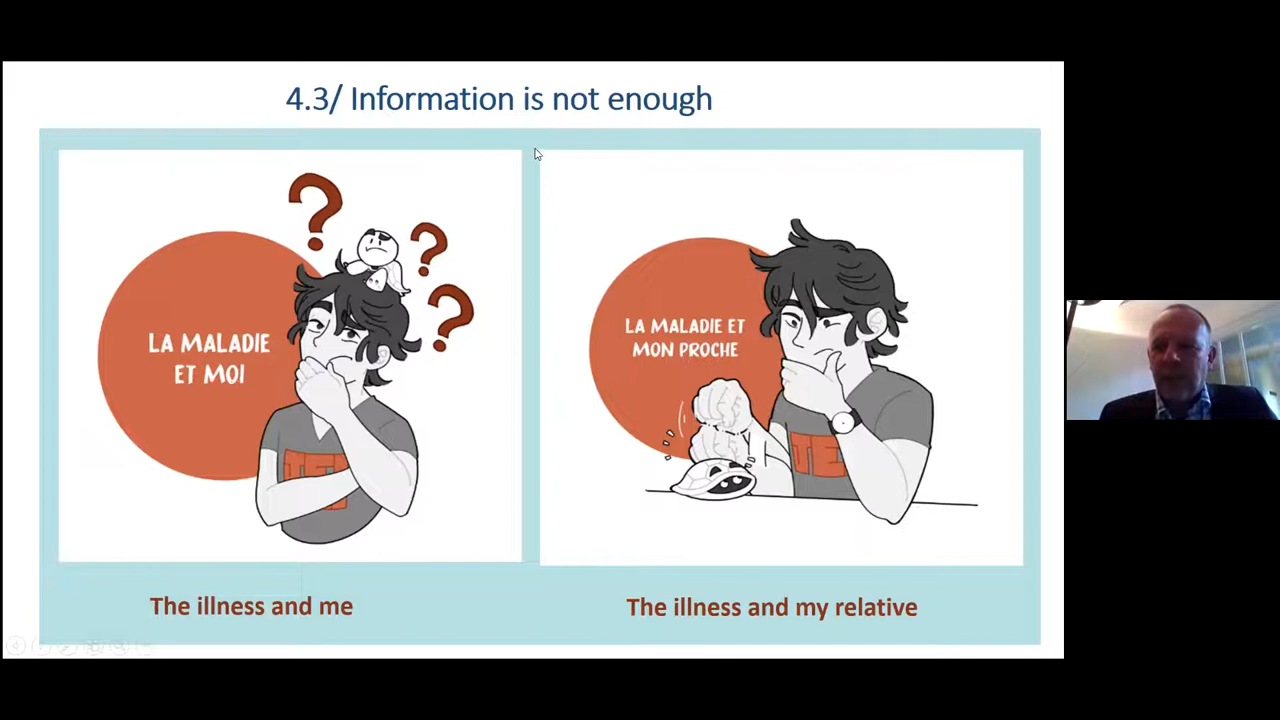 4.3/ Information is not enough
?
?
?
LA MALADIE
ET MOI
LA MALADIE ET
MON PROCHE
The illness and me
The illness and my relative